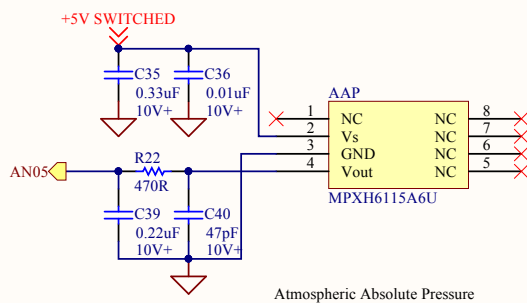 +5V SWITCHED
C35
0.33uF
10V+
C36
0.01uF
10V+
AAP
1 NC NC 8
2 Vs NC 7
3 GND NC 6
4 Vout NC 5
MPXH6115A6U
AN05
R22
470R
C39
0.22uF
10V+
C40
47pF
10V+
Atmospheric Absolute Pressure